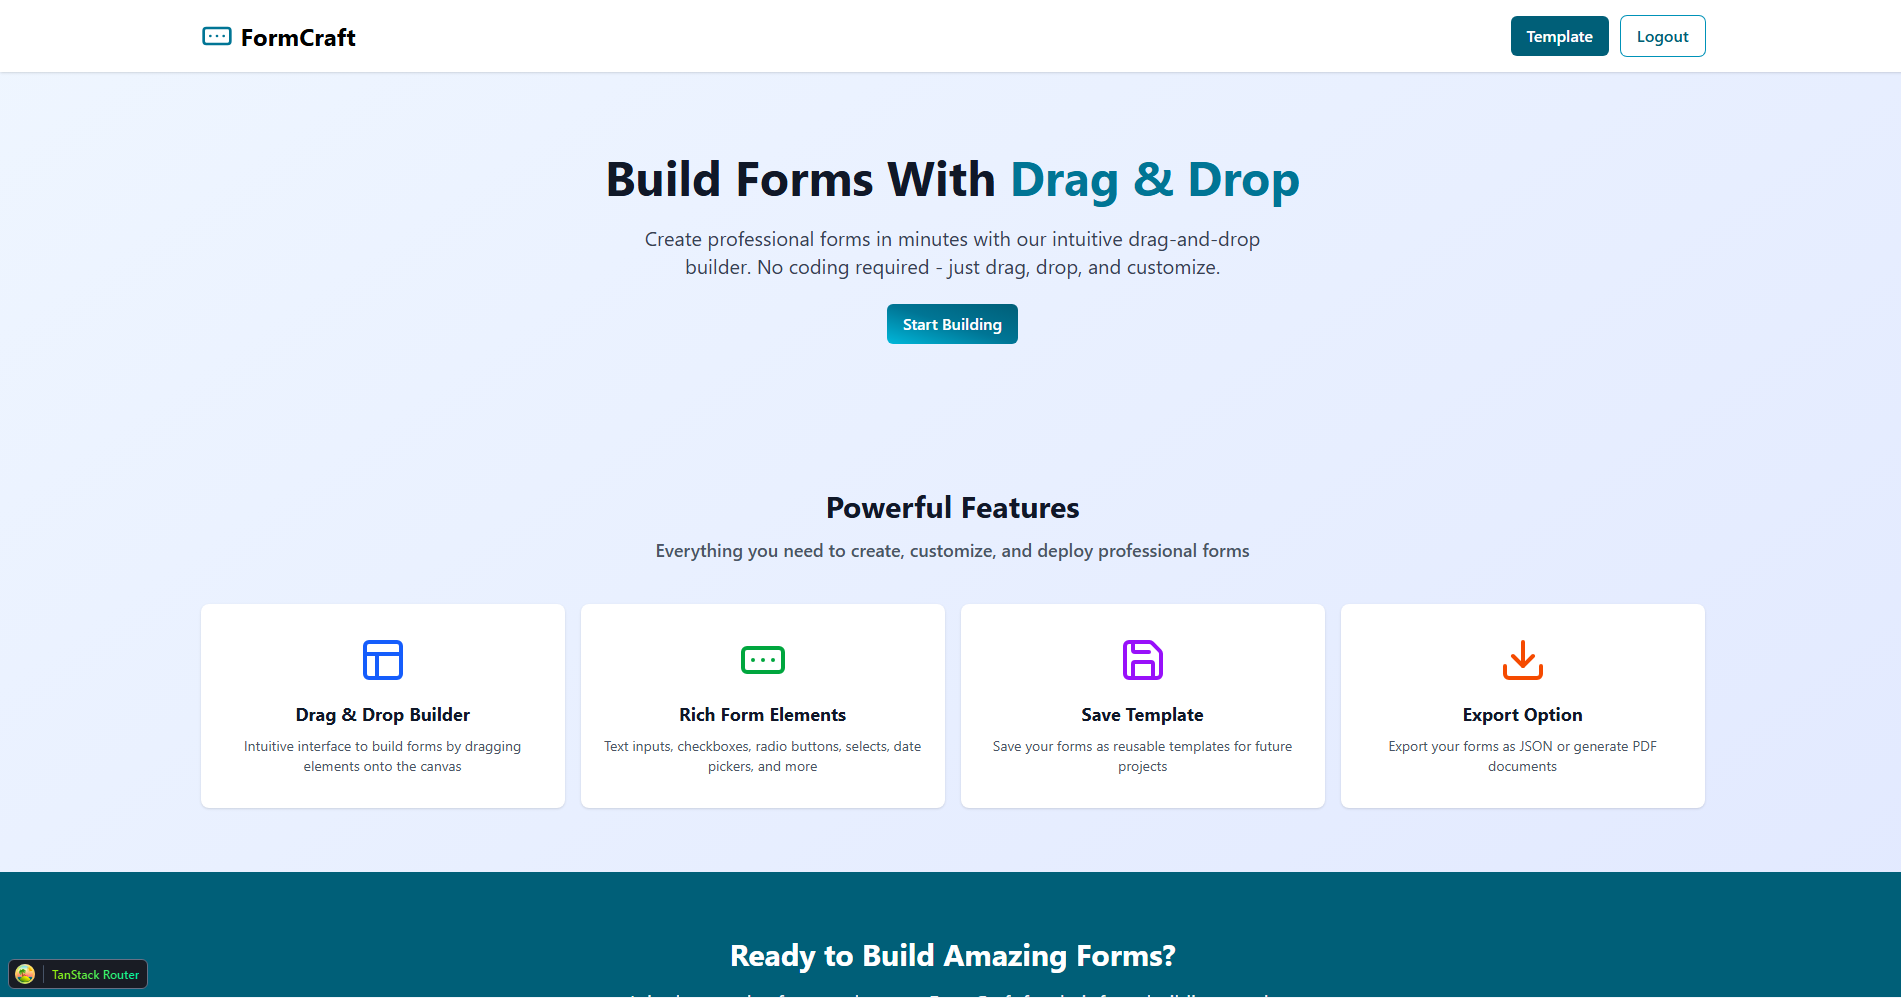 FormCraft
Template
Logout
Build Forms With Drag & Drop
Create professional forms in minutes with our intuitive drag-and-drop
builder. No coding required - just drag, drop, and customize.
Start Building
Powerful Features
Everything you need to create, customize, and deploy professional forms
Drag & Drop Builder
Intuitive interface to build forms by dragging
elements onto the canvas
Rich Form Elements
Text inputs, checkboxes, radio buttons, selects, date
pickers, and more
Save Template
Save your forms as reusable templates for future
projects
Export Option
Export your forms as JSON or generate PDF
documents
Ready to Build Amazing Forms?
TanStack Router